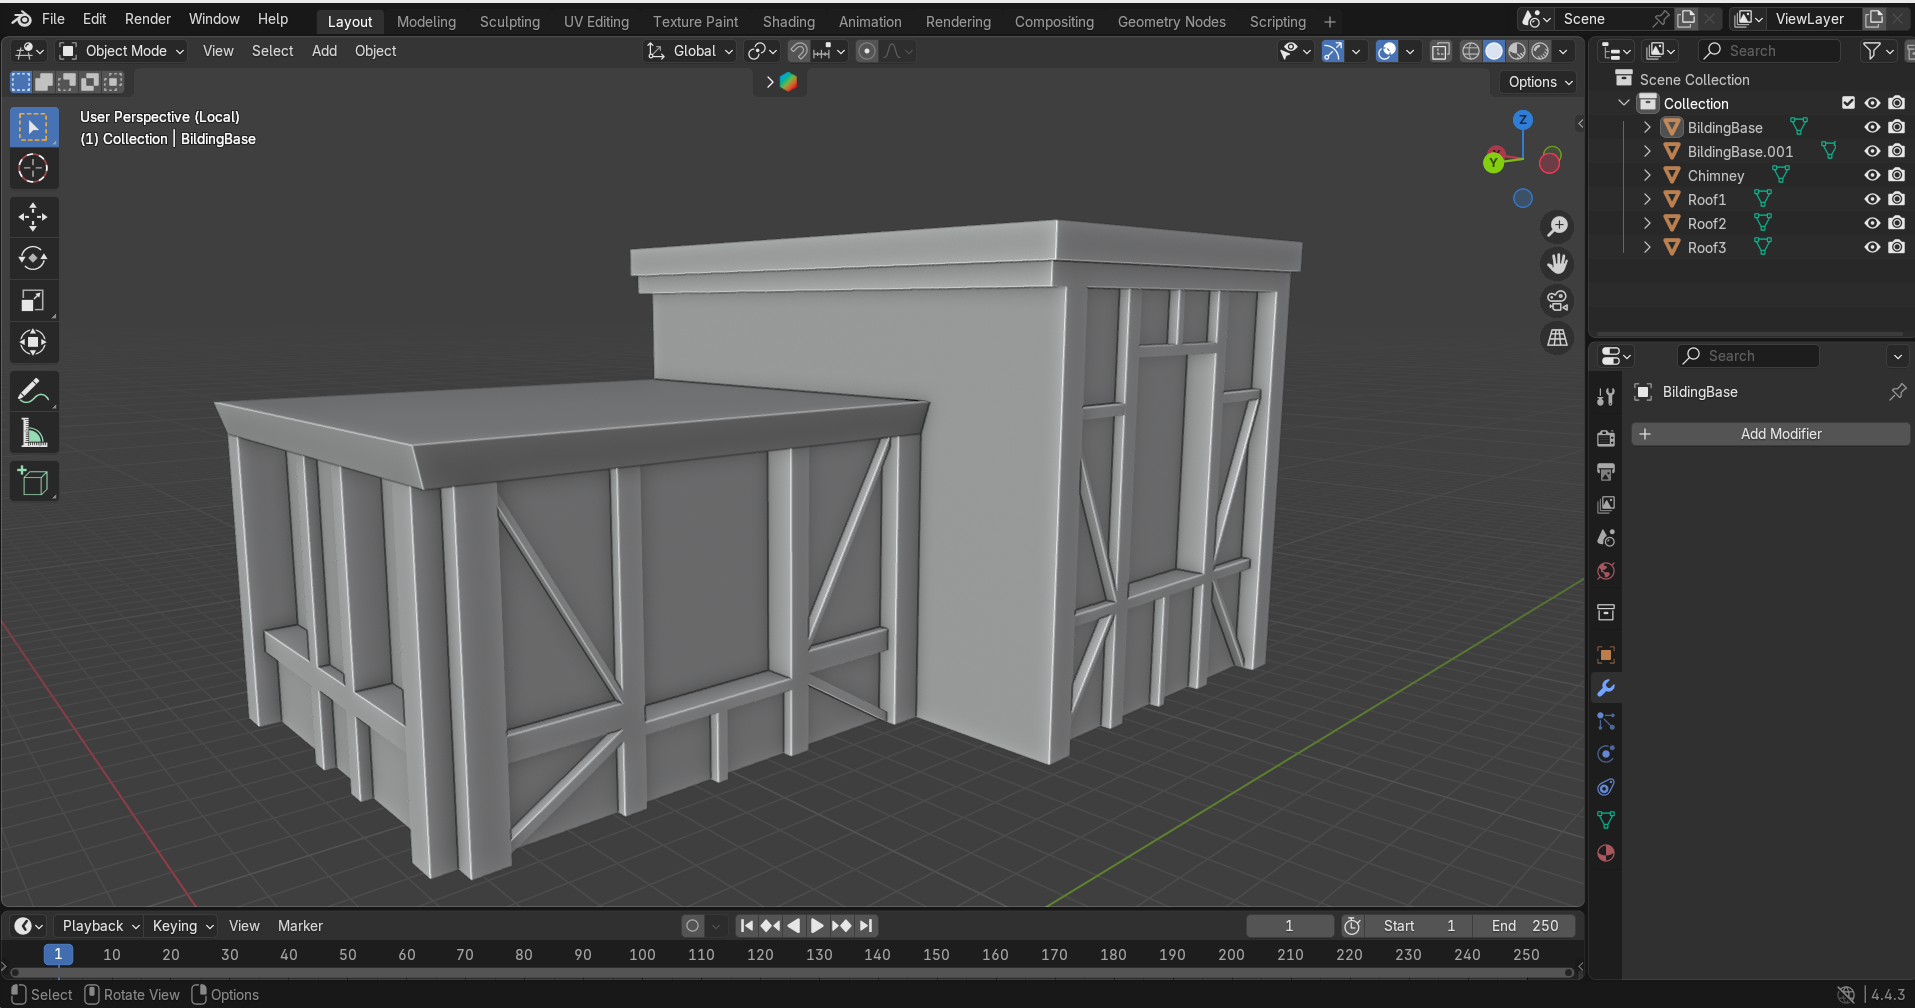 File Edit Render Window Help Layout Modeling Sculpting UV Editing Texture Paint Shading Animation Rendering Compositing Geometry Nodes Scripting + Scene ViewLayer
Object Mode View Select Add Object Global Search
Options
User Perspective (Local)
(1) Collection | BildingBase
Z
Y
Scene Collection
Collection
BildingBase
BildingBase.001
Chimney
Roof1
Roof2
Roof3
Search
BildingBase
+ Add Modifier
Playback Keying View Marker 1 Start 1 End 250
1 10 20 30 40 50 60 70 80 90 100 110 120 130 140 150 160 170 180 190 200 210 220 230 240 250
Select Rotate View Options 4.4.3